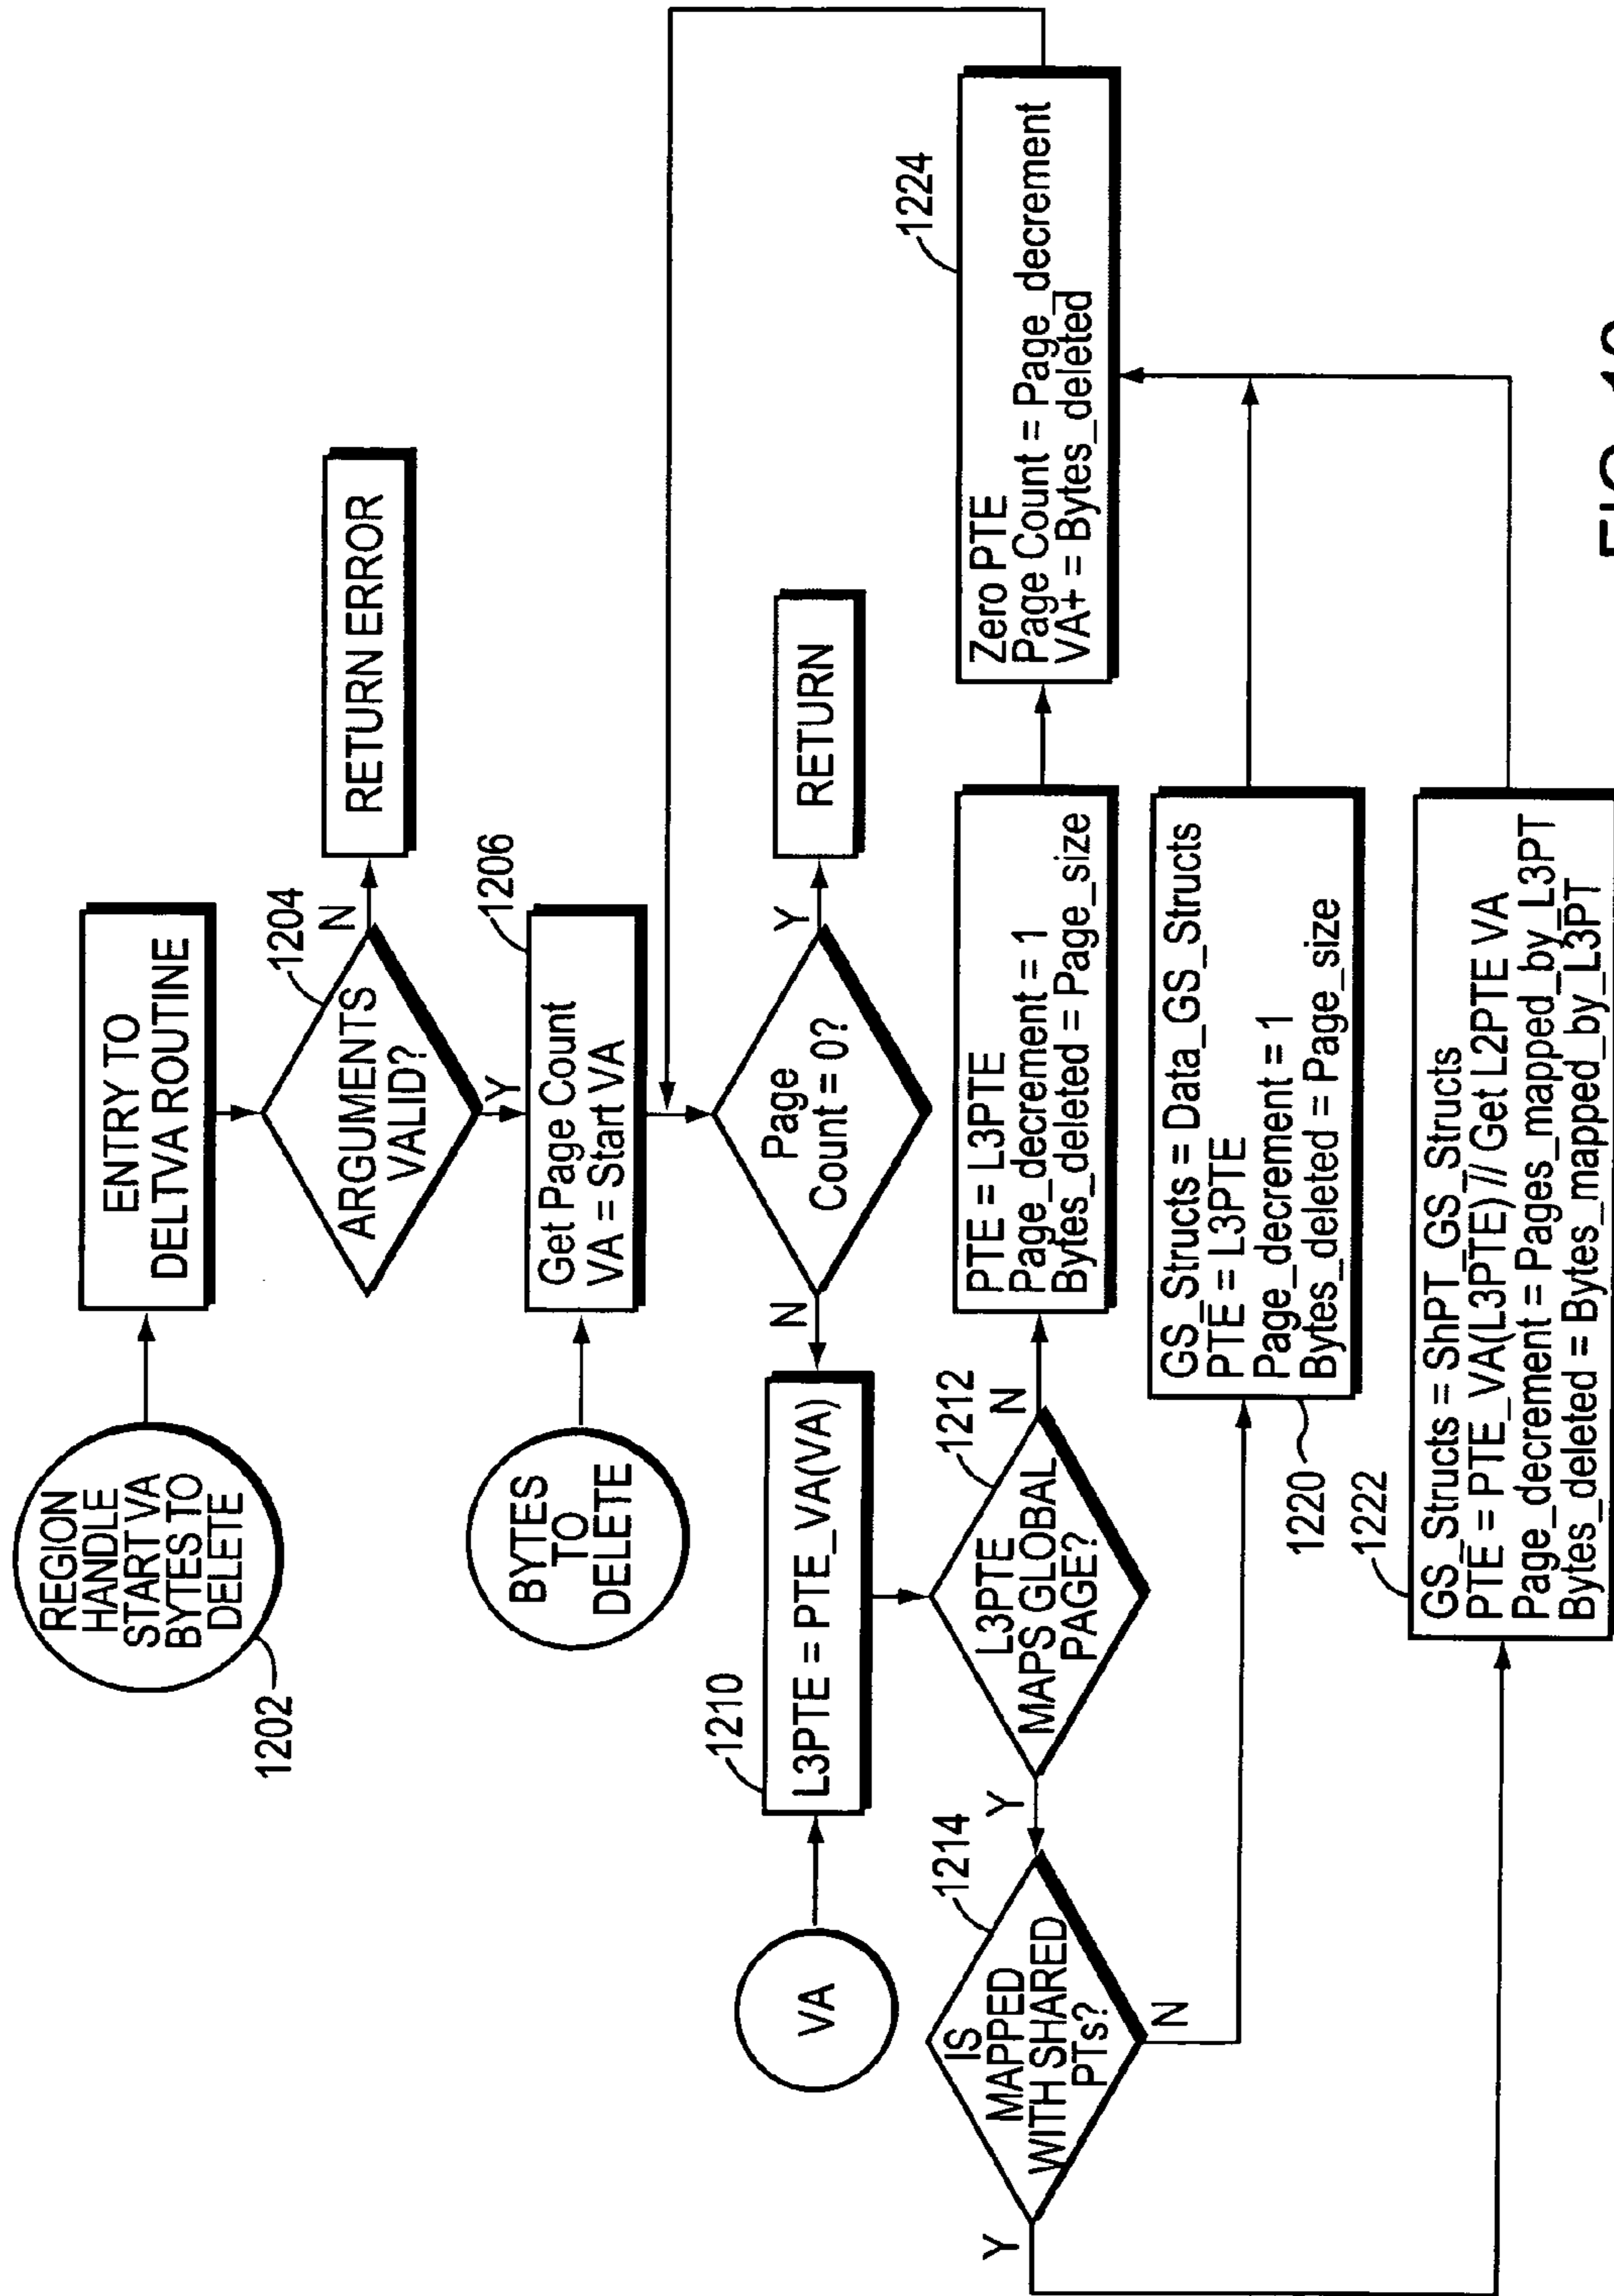 REGION
HANDLE
START VA
BYTES TO
DELETE
1202
ENTRY TO
DELTVA ROUTINE
ARGUMENTS
VALID?
1204
N
RETURN ERROR
Y
BYTES
TO
DELETE
Get Page Count
VA = Start VA
1206
Page
Count = 0?
Y
RETURN
N
VA
1210
L3PTE = PTE_VA(VA)
L3PTE
MAPS GLOBAL
PAGE?
1212
N
PTE = L3PTE
Page_decrement = 1
Bytes_deleted = Page_size
Y
IS
MAPPED
WITH SHARED
PTs?
1214
N
Y
1220
GS_Structs = Data_GS_Structs
PTE = L3PTE
Page_decrement = 1
Bytes_deleted = Page_size
1222
GS_Structs = ShPT_GS_Structs
PTE = PTE_VA(L3PTE) // Get L2PTE VA
Page_decrement = Pages_mapped_by_L3PT
Bytes_deleted = Bytes_mapped_by_L3PT
1224
Zero PTE
Page Count = Page_decrement
VA+ = Bytes_deleted